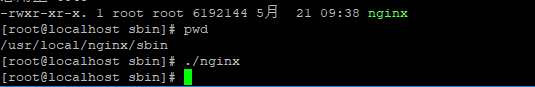 -rwxr-xr-x. 1 root root 6192144 5月  21 09:38 nginx
[root@localhost sbin]# pwd
/usr/local/nginx/sbin
[root@localhost sbin]# ./nginx
[root@localhost sbin]#